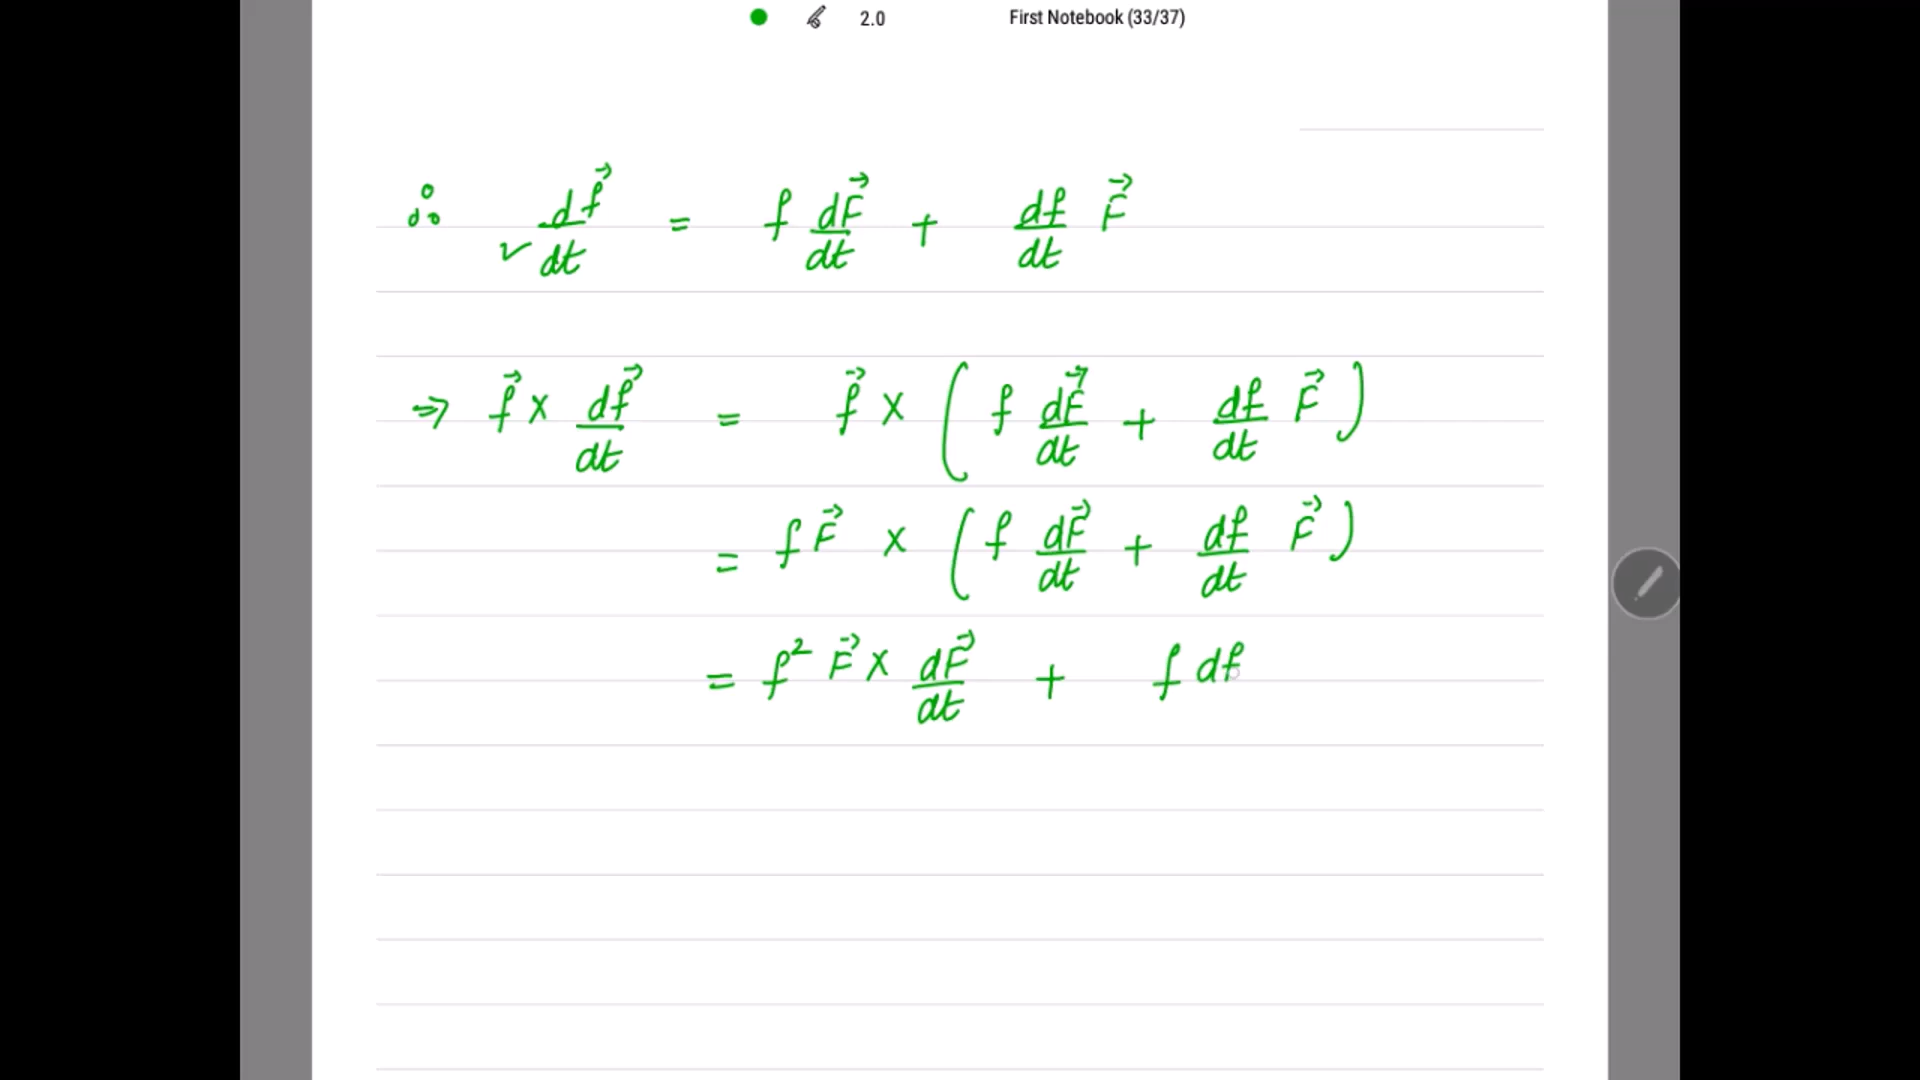 2.0 First Notebook (33/37)
∴ ✓ d𝑓⃗/dt = f dF⃗/dt + df/dt F⃗
⇒ f⃗ × df⃗/dt = f⃗ × ( f dF⃗/dt + df/dt F⃗ )
= f F⃗ × ( f dF⃗/dt + df/dt F⃗ )
= f² F⃗ × dF⃗/dt + f df